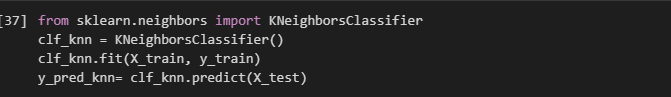 [37] from sklearn.neighbors import KNeighborsClassifier
clf_knn = KNeighborsClassifier()
clf_knn.fit(X_train, y_train)
y_pred_knn= clf_knn.predict(X_test)